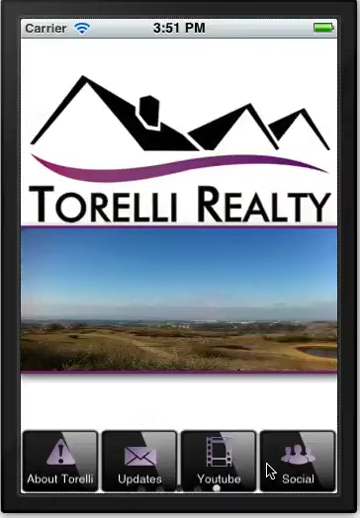 Carrier 3:51 PM
TORELLI REALTY
About Torelli Updates Youtube Social